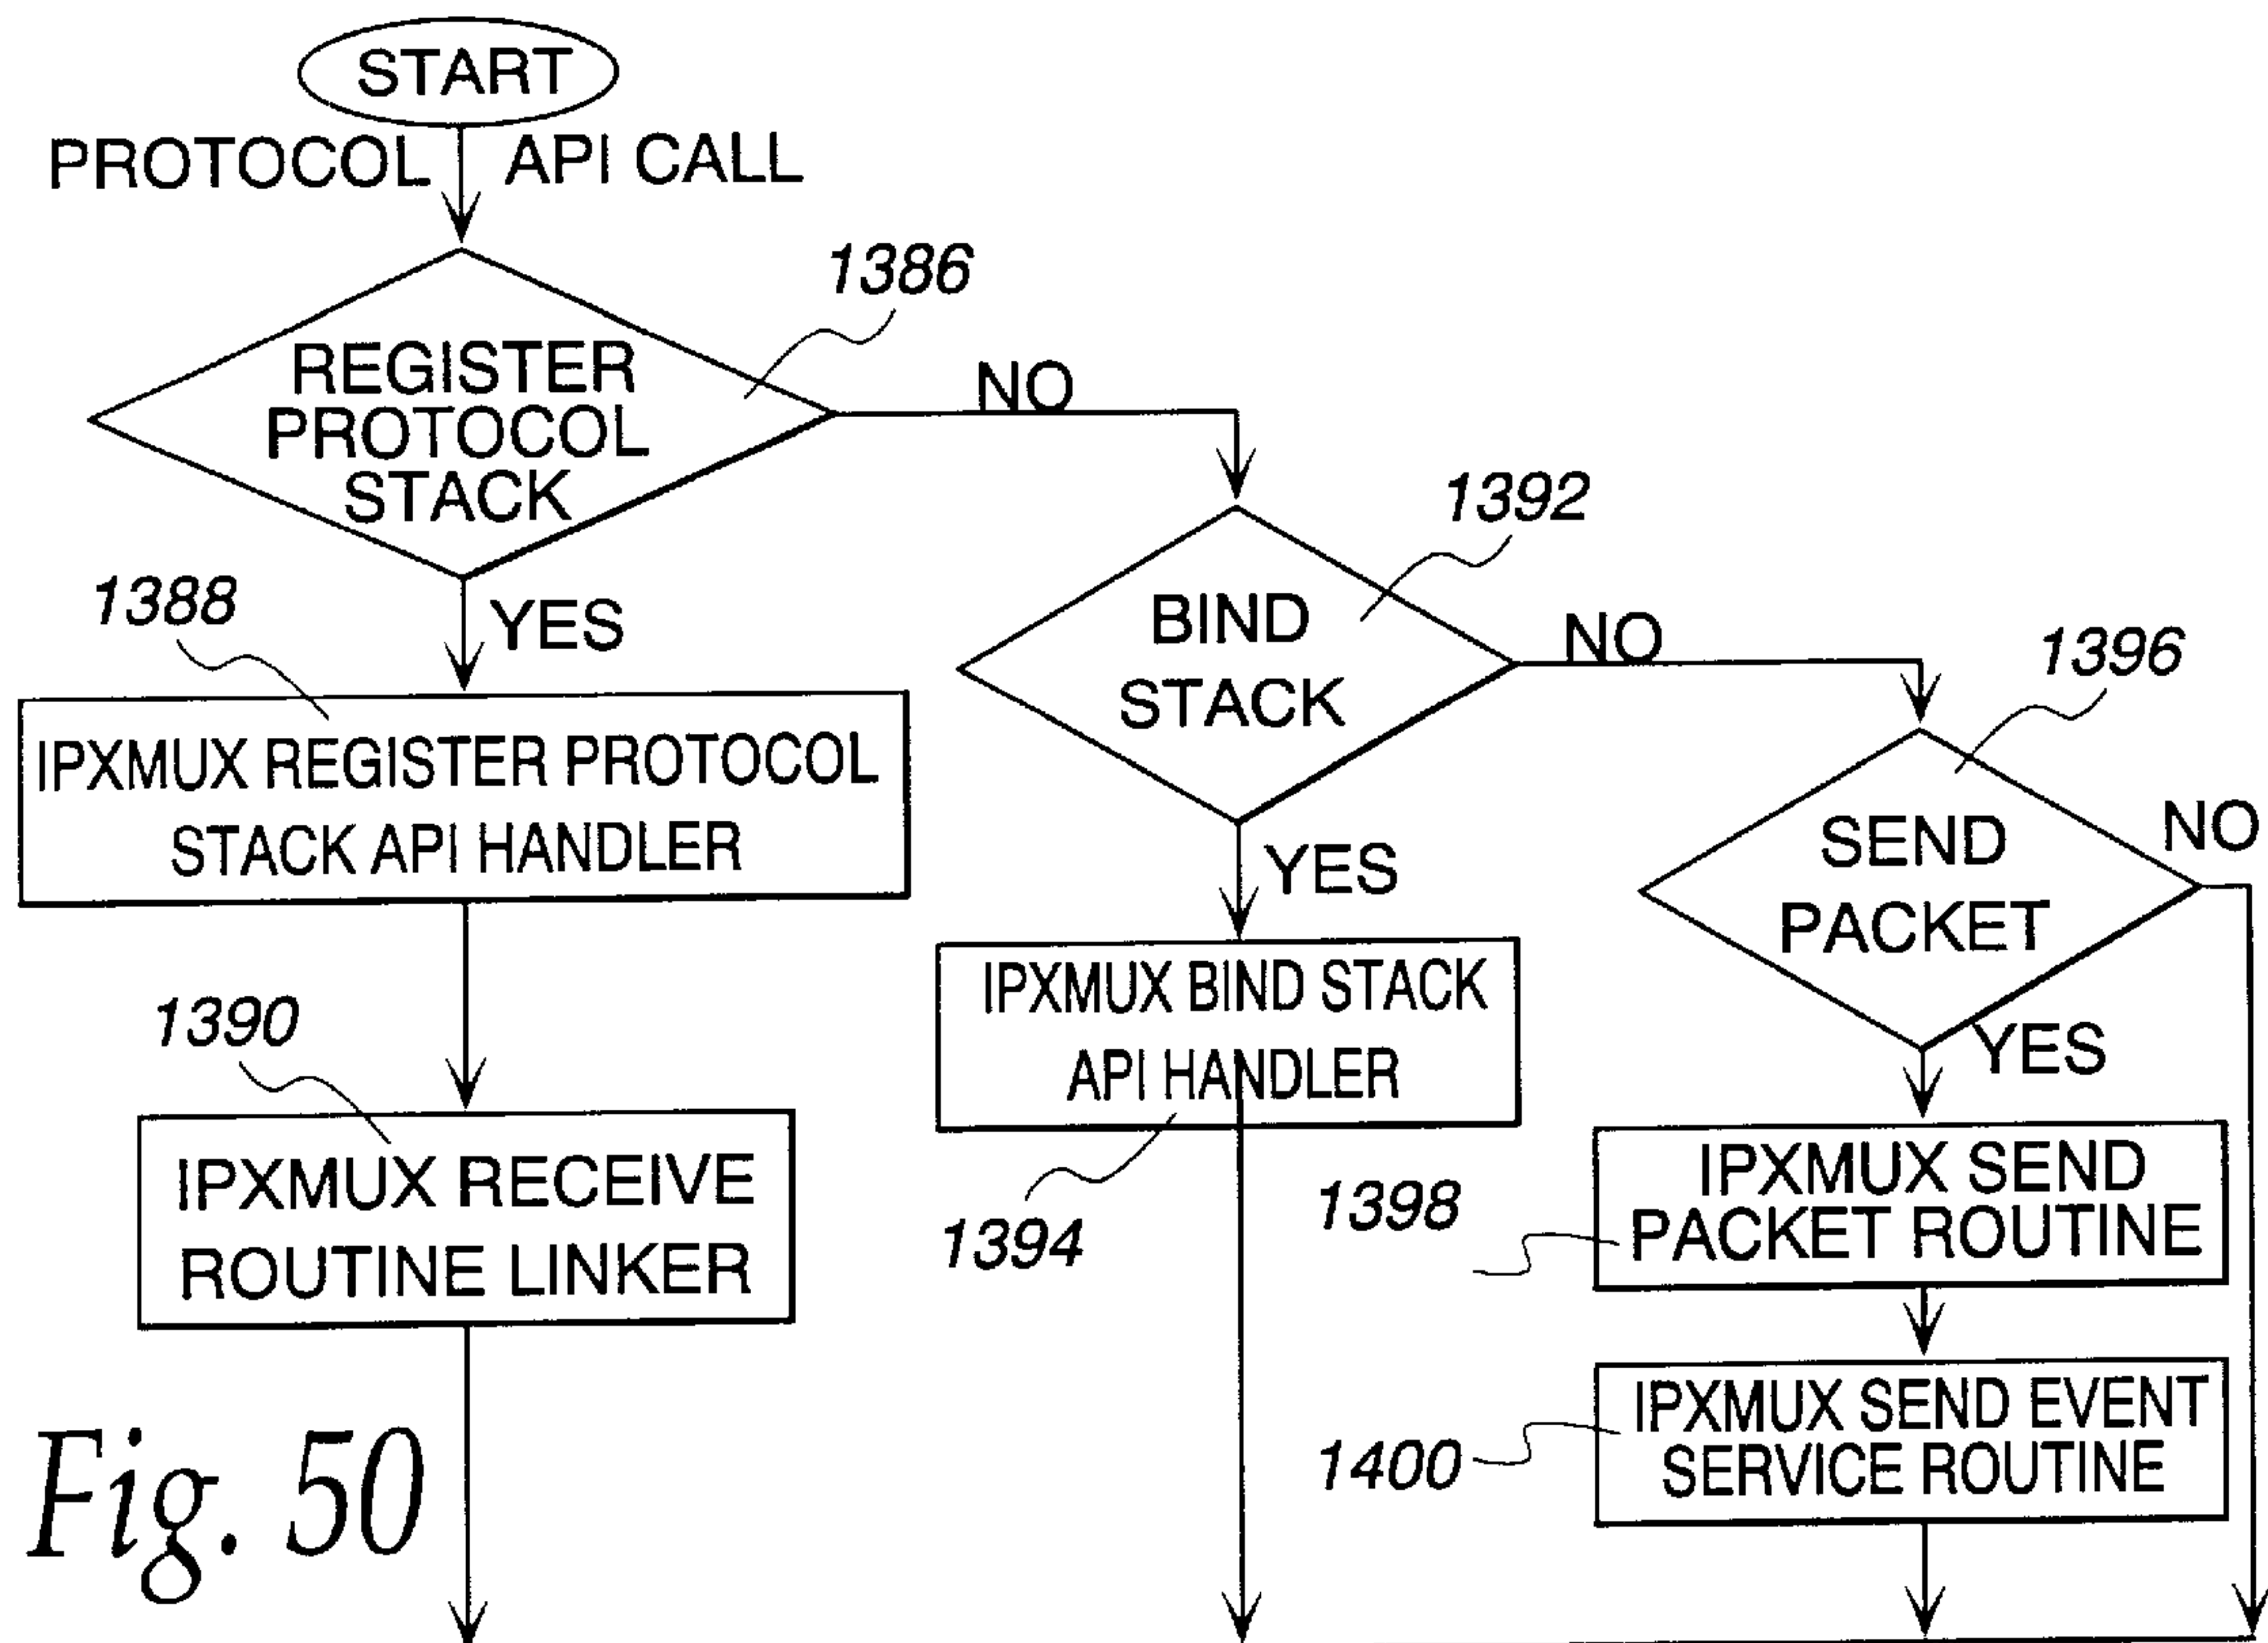 START
PROTOCOL API CALL
1386
REGISTER
PROTOCOL
STACK
NO
YES
1388
IPXMUX REGISTER PROTOCOL
STACK API HANDLER
1390
IPXMUX RECEIVE
ROUTINE LINKER
1392
BIND
STACK
NO
YES
IPXMUX BIND STACK
API HANDLER
1394
1396
SEND
PACKET
NO
YES
1398
IPXMUX SEND
PACKET ROUTINE
1400
IPXMUX SEND EVENT
SERVICE ROUTINE
Fig. 50